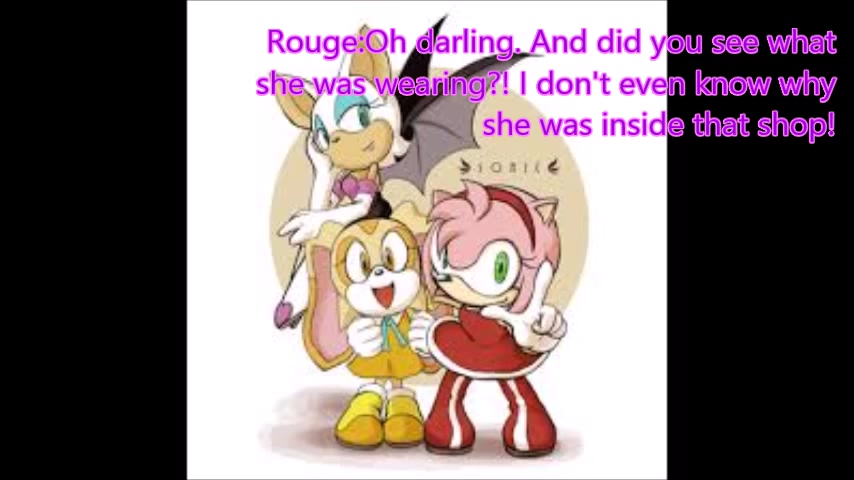 Rouge:Oh darling. And did you see what
she was wearing?! I don't even know why
she was inside that shop!
SONIC